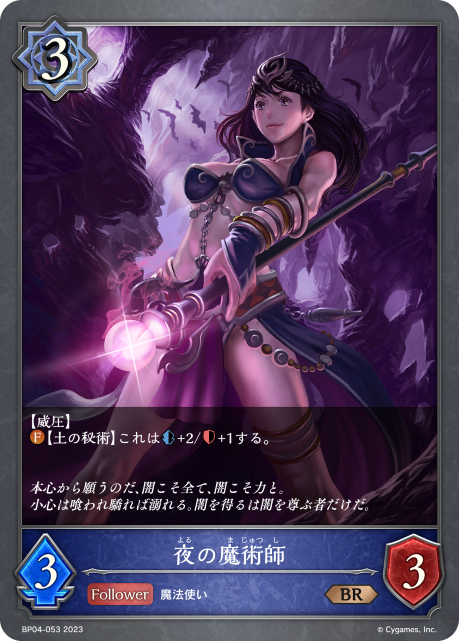 3
【威圧】
F【土の秘術】これは+2/+1する。
本心から願うのだ、闇こそ全て、闇こそ力と。
小心は喰われ驕れば溺れる。闇を得るは闇を尊ぶ者だけだ。
よる ま じゅつ し
夜の魔術師
3
Follower 魔法使い
BR
3
BP04-053 2023
© Cygames, Inc.